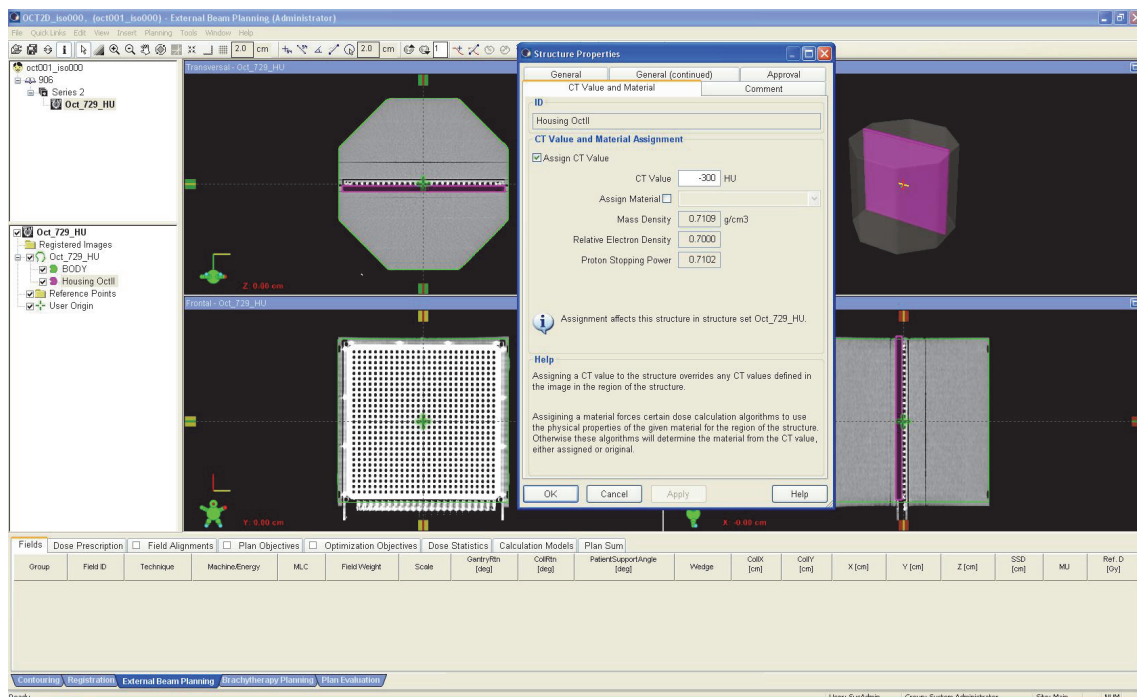 OCT2D_iso000, (oct001_iso000) - External Beam Planning (Administrator)
File Quick Links Edit View Insert Planning Tools Window Help
2.0 cm 2.0 cm 1
oct001_iso000
906
Series 2
Oct_729_HU
Oct_729_HU
Registered Images
Oct_729_HU
BODY
Housing OctII
Reference Points
User Origin
Transversal - Oct_729_HU
Z: 0.00 cm
Frontal - Oct_729_HU
Y: 0.00 cm
X: -0.00 cm
Structure Properties
General General (continued) Approval
CT Value and Material Comment
ID
Housing OctII
CT Value and Material Assignment
Assign CT Value
CT Value -300 HU
Assign Material
Mass Density 0.7109 g/cm3
Relative Electron Density 0.7000
Proton Stopping Power 0.7102
Assignment affects this structure in structure set Oct_729_HU.
Help
Assigning a CT value to the structure overrides any CT values defined in
the image in the region of the structure.
Assigning a material forces certain dose calculation algorithms to use
the physical properties of the given material for the region of the structure.
Otherwise these algorithms will determine the material from the CT value,
either assigned or original.
OK Cancel Apply Help
Fields Dose Prescription Field Alignments Plan Objectives Optimization Objectives Dose Statistics Calculation Models Plan Sum
Group Field ID Technique Machine/Energy MLC Field Weight Scale GantryRtn [deg] CollRtn [deg] PatientSupportAngle [deg] Wedge CollX [cm] CollY [cm] X [cm] Y [cm] Z [cm] SSD [cm] MU Ref. D [Gy]
Contouring Registration External Beam Planning Brachytherapy Planning Plan Evaluation